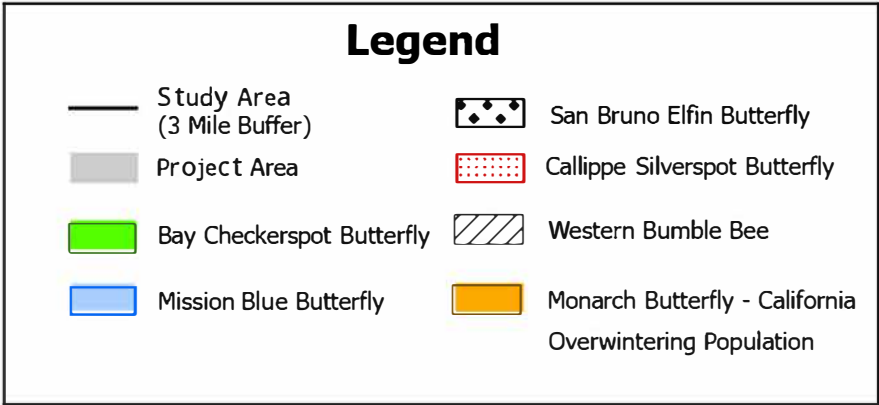 Legend
Study Area
(3 Mile Buffer)
Project Area
Bay Checkerspot Butterfly
Mission Blue Butterfly
San Bruno Elfin Butterfly
Callippe Silverspot Butterfly
Western Bumble Bee
Monarch Butterfly - California
Overwintering Population